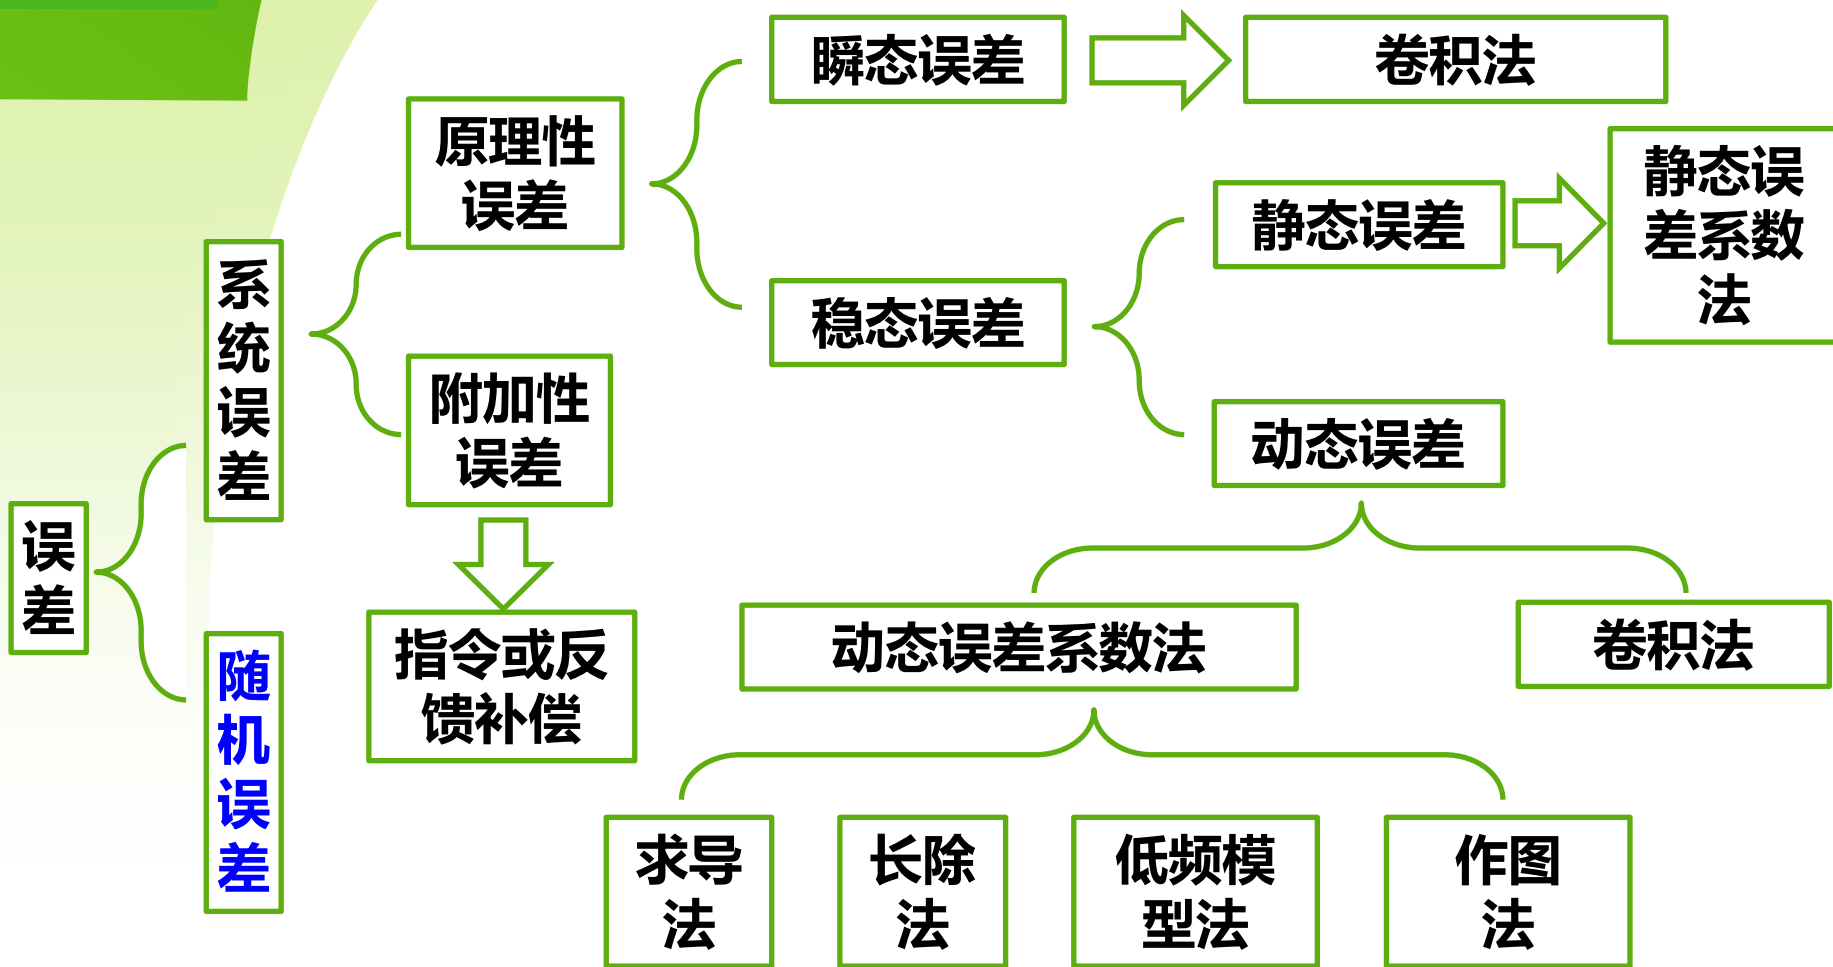 瞬态误差
卷积法
原理性
误差
静态误
差系数
法
静态误差
系
统
误
差
稳态误差
附加性
误差
动态误差
误
差
随
机
误
差
指令或反
馈补偿
动态误差系数法
卷积法
求导
法
长除
法
低频模
型法
作图
法